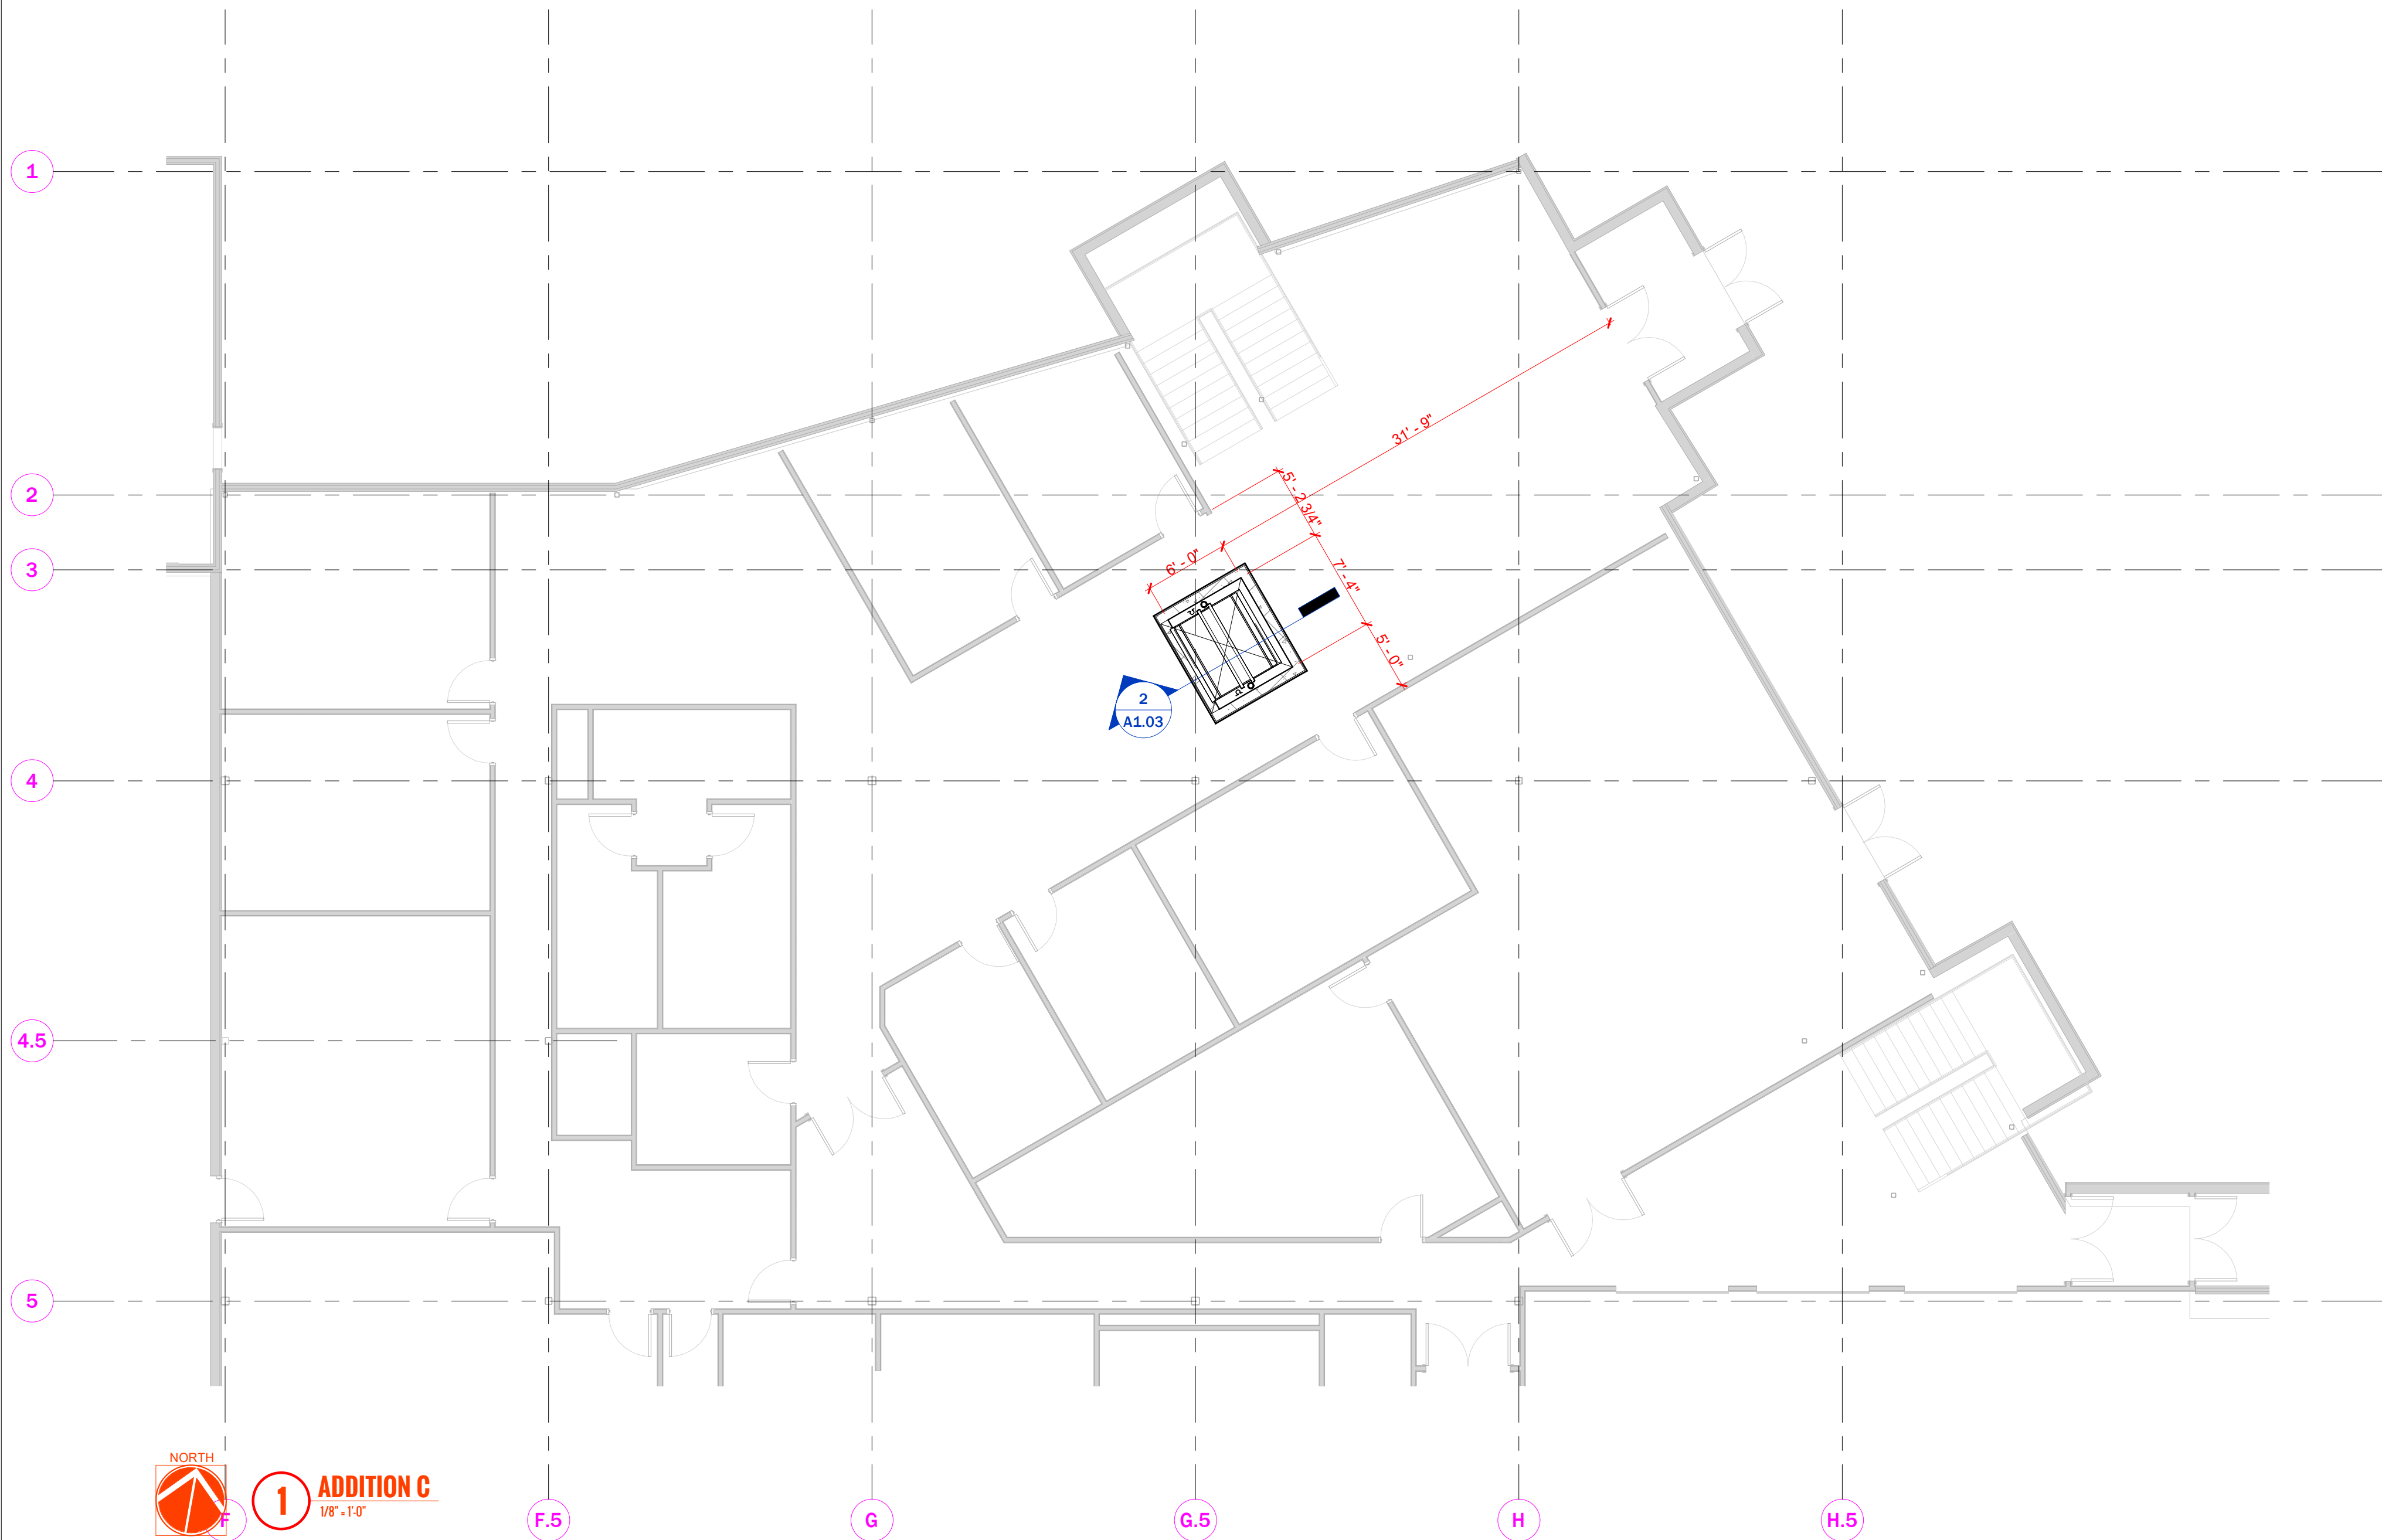 1
2
3
4
4.5
5
31' - 9"
5' - 2 3/4"
6' - 0"
7' - 4"
5' - 0"
2
A1.03
NORTH
1
ADDITION C
1/8" = 1'-0"
F
F.5
G
G.5
H
H.5